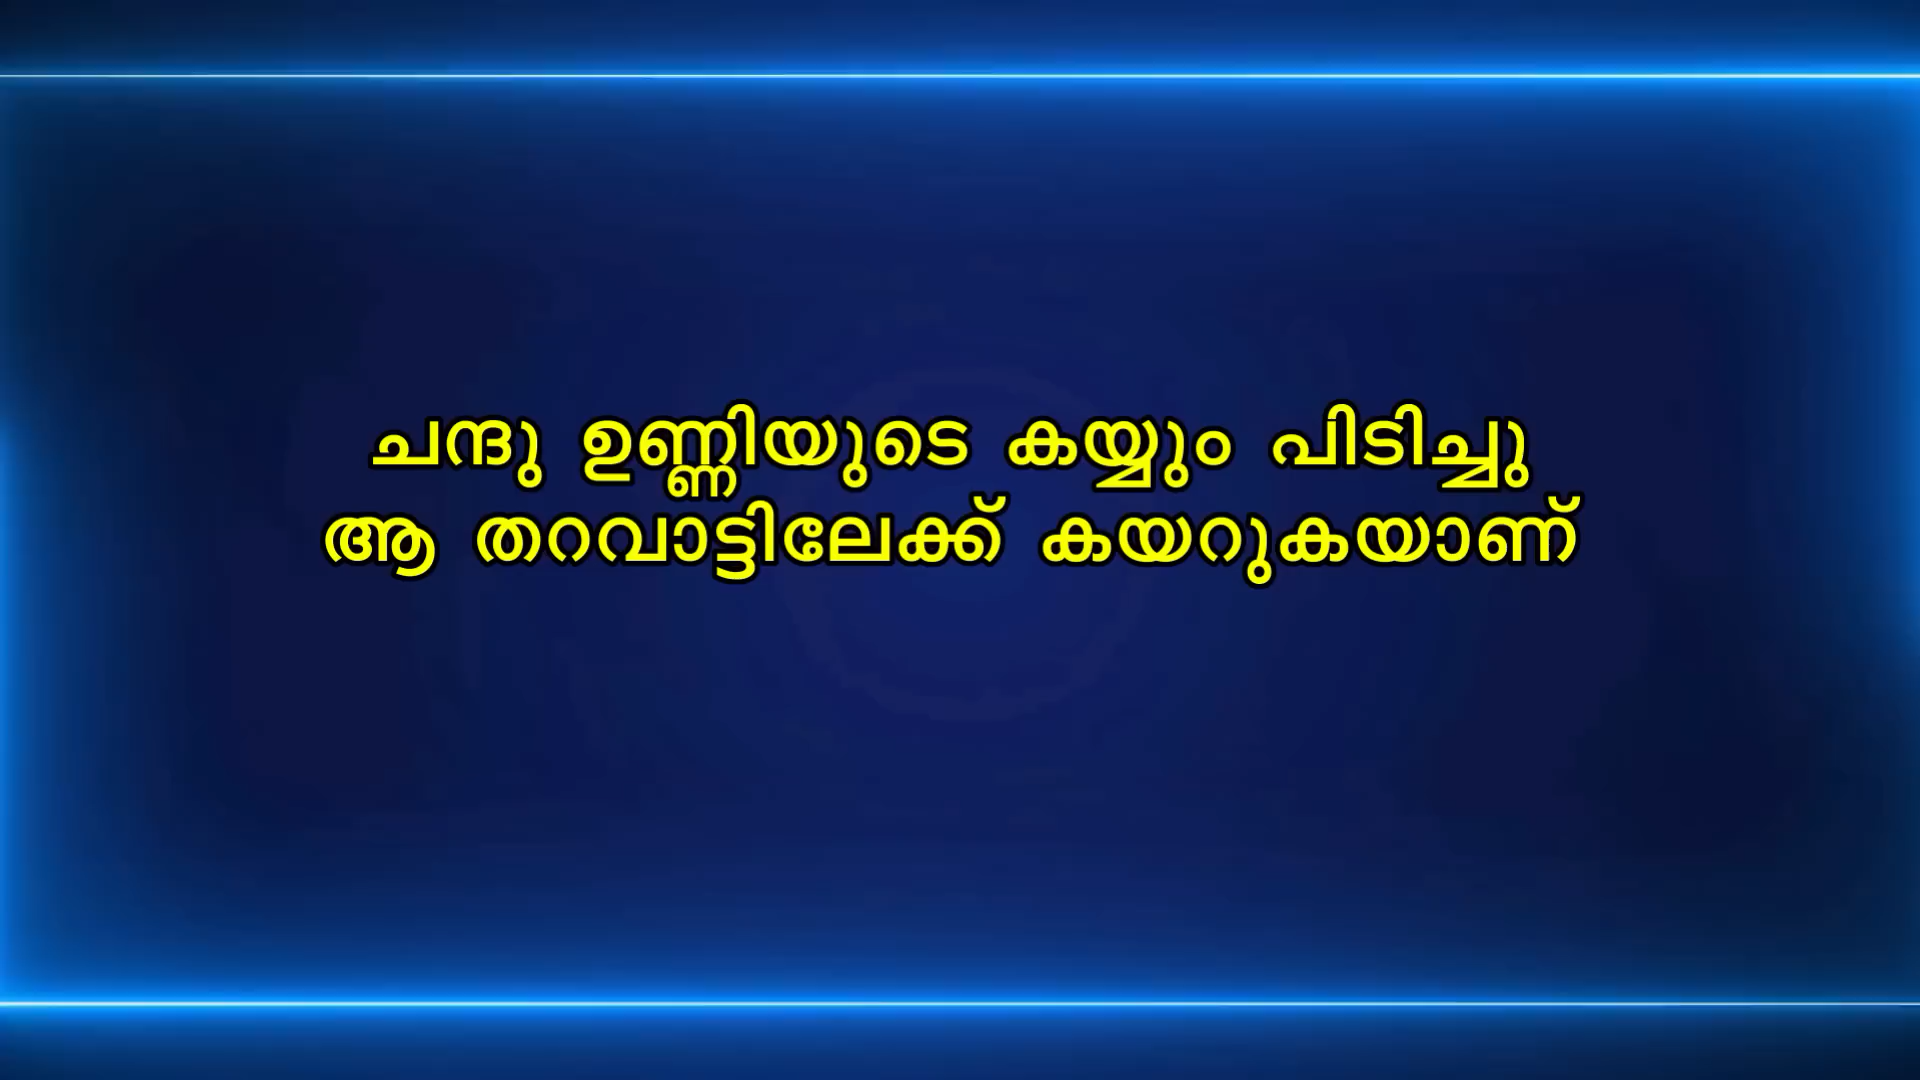 ചന്ദു ഉണ്ണിയുടെ കയ്യും പിടിച്ചു
ആ തറവാട്ടിലേക്ക് കയറുകയാണ്